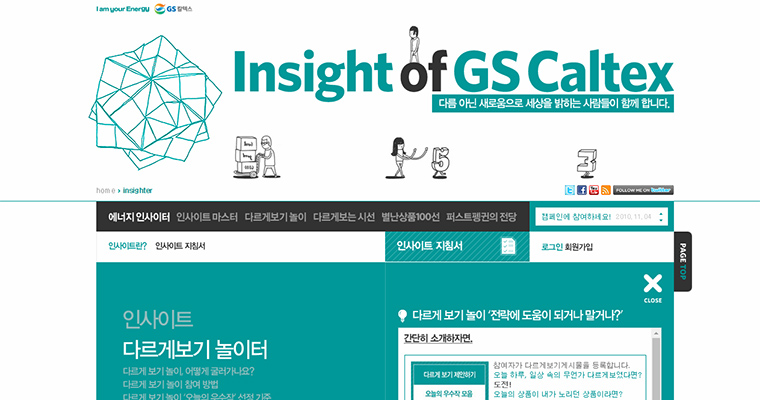 I am your Energy GS칼텍스
Insight of GS Caltex
다름 아닌 새로움으로 세상을 밝히는 사람들이 함께 합니다.
5
3
home insighter
FOLLOW ME ON twitter
에너지 인사이터 인사이트 마스터 다르게보기 놀이 다르게보는 시선 별난상품100선 퍼스트펭귄의 전당
캠페인에 참여하세요! 2010. 11. 04
인사이트란? 인사이트 지침서
인사이트 지침서
로그인 회원가입
PAGE TOP
CLOSE
인사이트
다르게보기 놀이터
다르게 보기 놀이, 어떻게 굴러가나요?
다르게 보기 놀이 참여 방법
다르게 보기 놀이 '오늘의 우수작' 선정 기준
다르게 보기 놀이 '전략에 도움이 되거나 말거나?'
간단히 소개하자면,
다르게 보기 제안하기
오늘의 우수작 모음
참여자가 다르게보기게시물을 등록합니다.
오늘 하루, 일상 속의 무언가 다르게보았다면?
도전!
오늘의 상품이 내가 노리던 상품이라면?